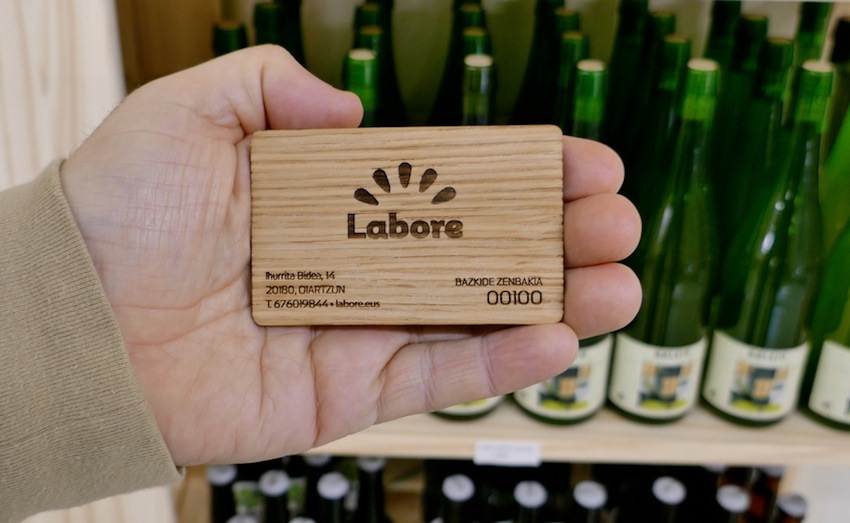 Labore
Ihurrita Bidea, 14
20180, OIARTZUN
T. 676019844 • labore.eus
BAZKIDE ZENBAKIA
00100